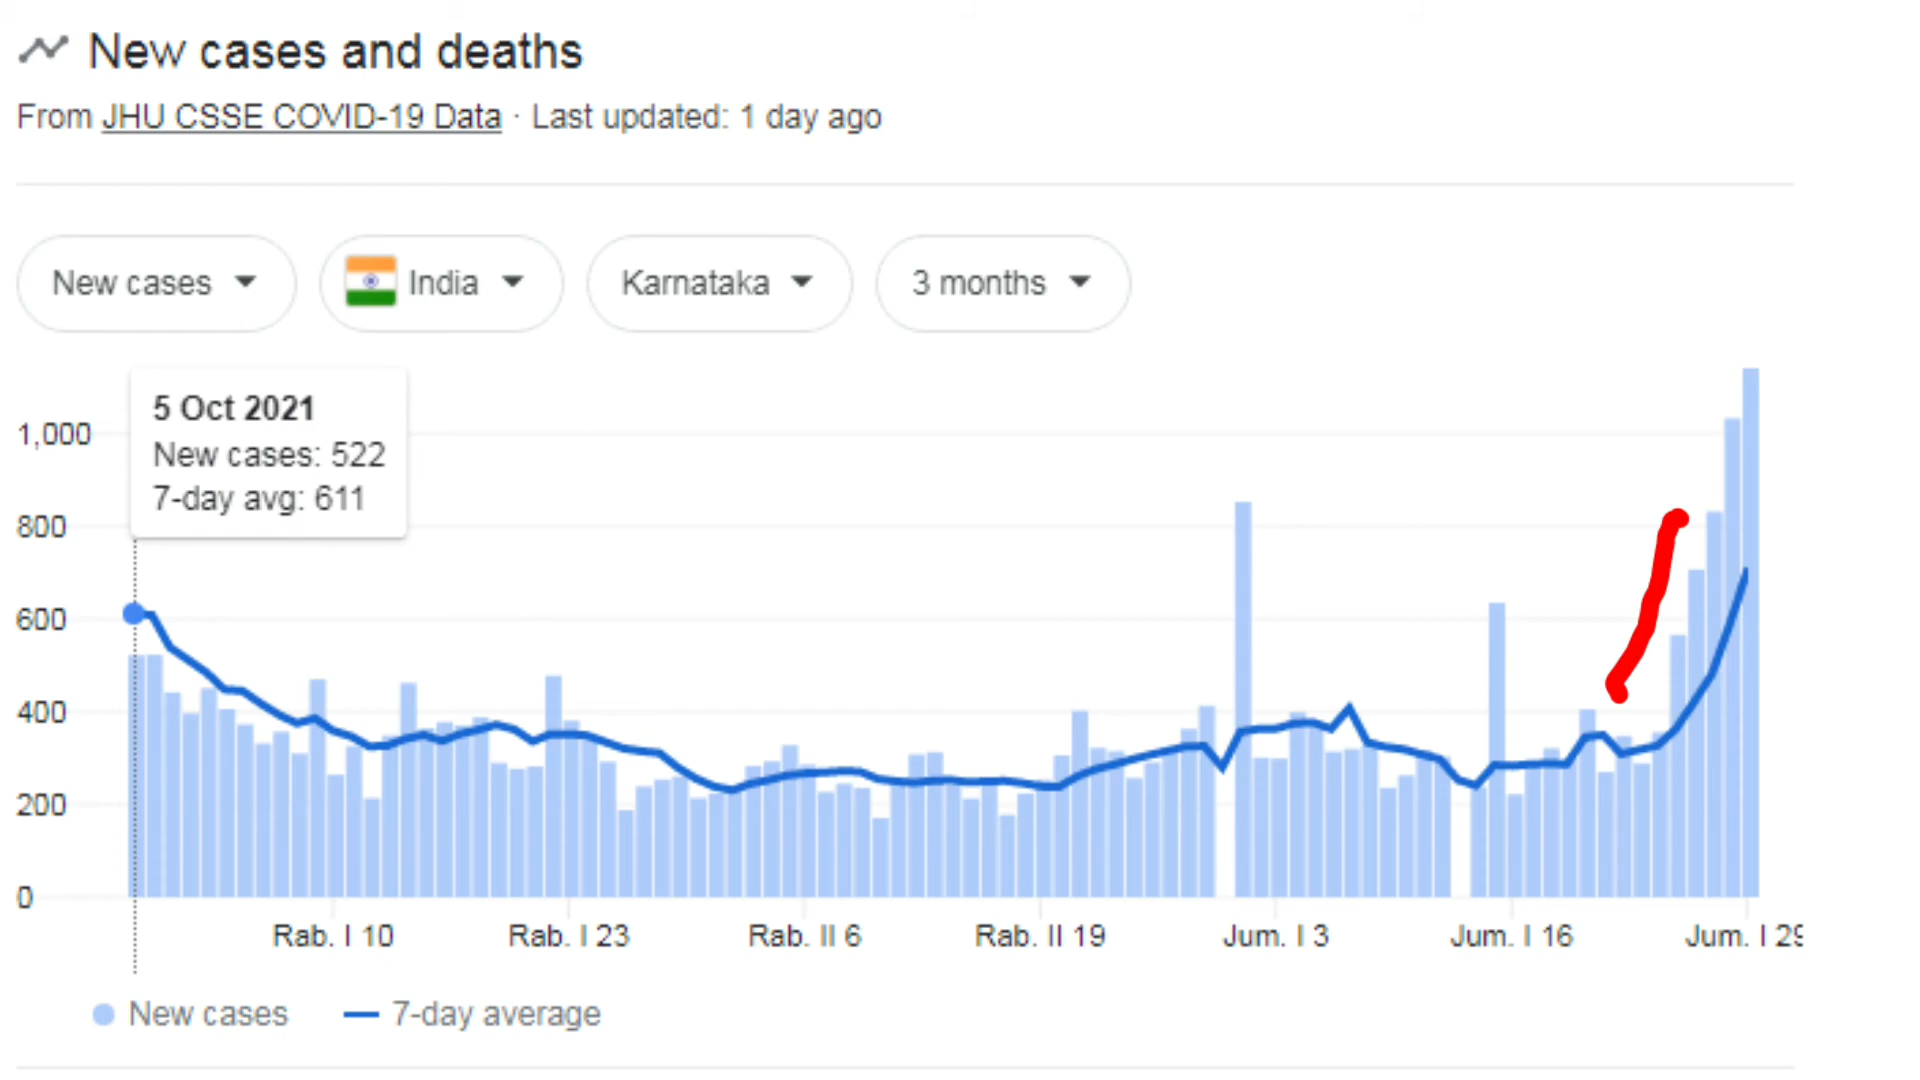 New cases and deaths
From JHU CSSE COVID-19 Data · Last updated: 1 day ago
New cases India Karnataka 3 months
5 Oct 2021
New cases: 522
7-day avg: 611
1,000
800
600
400
200
0
Rab. I 10 Rab. I 23 Rab. II 6 Rab. II 19 Jum. I 3 Jum. I 16 Jum. I 29
New cases 7-day average